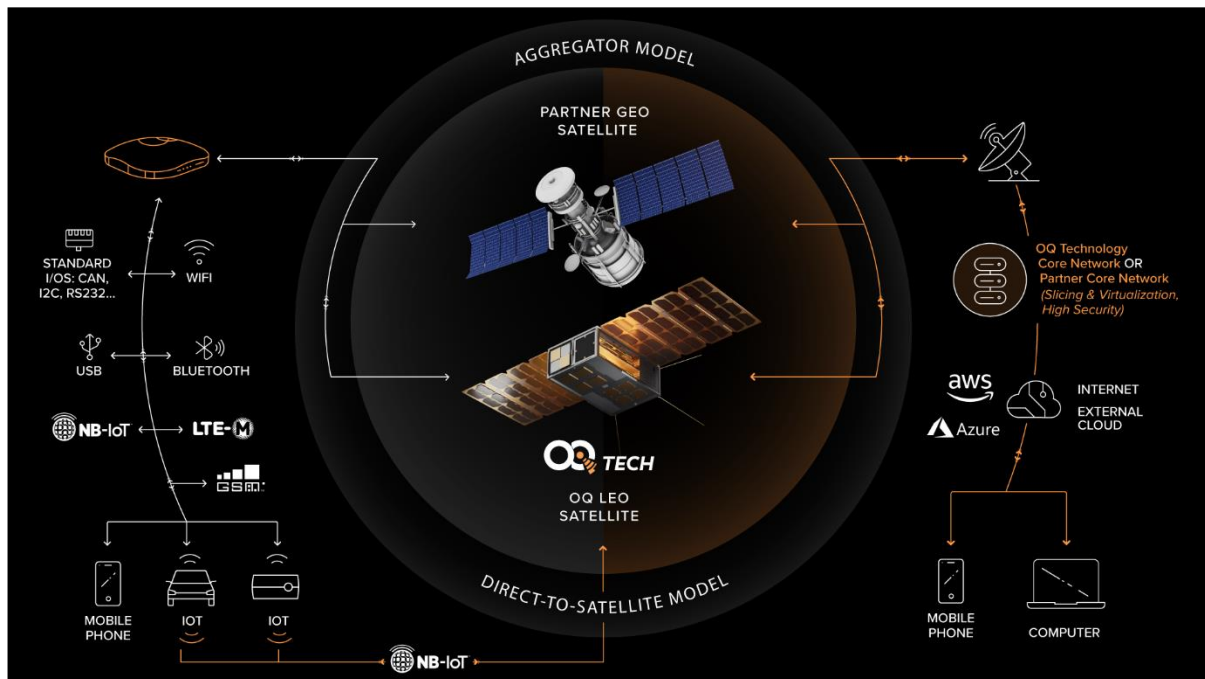 AGGREGATOR MODEL
PARTNER GEO
SATELLITE
STANDARD
I/OS: CAN,
I2C, RS232...
WIFI
USB
BLUETOOTH
NB-IoT
LTE-M
GSM
MOBILE
PHONE
IOT
IOT
NB-IoT
OQ TECH
OQ LEO
SATELLITE
DIRECT-TO-SATELLITE MODEL
OQ Technology
Core Network OR
Partner Core Network
(Slicing & Virtualization,
High Security)
aws
Azure
INTERNET
EXTERNAL
CLOUD
MOBILE
PHONE
COMPUTER